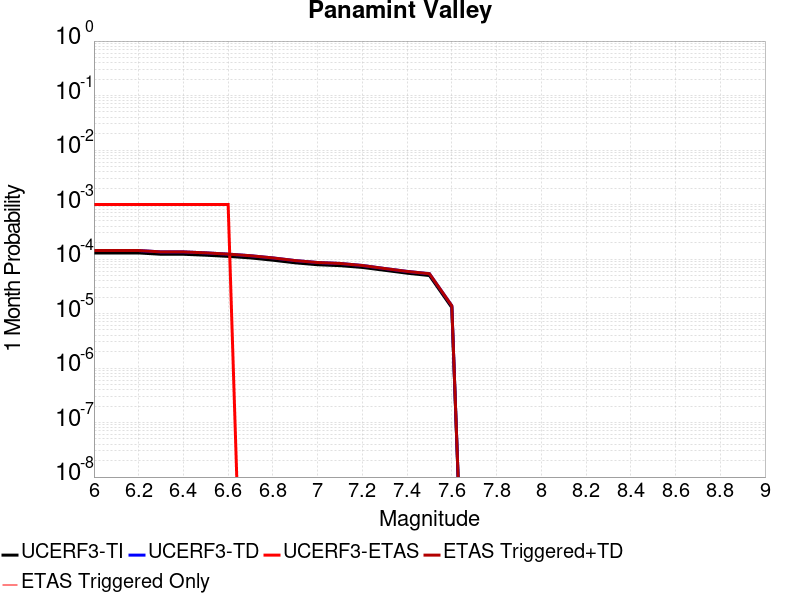 Panamint Valley
10^0
10^-1
10^-2
10^-3
10^-4
10^-5
10^-6
10^-7
10^-8
1 Month Probability
6 6.2 6.4 6.6 6.8 7 7.2 7.4 7.6 7.8 8 8.2 8.4 8.6 8.8 9
Magnitude
UCERF3-TI UCERF3-TD UCERF3-ETAS ETAS Triggered+TD
ETAS Triggered Only